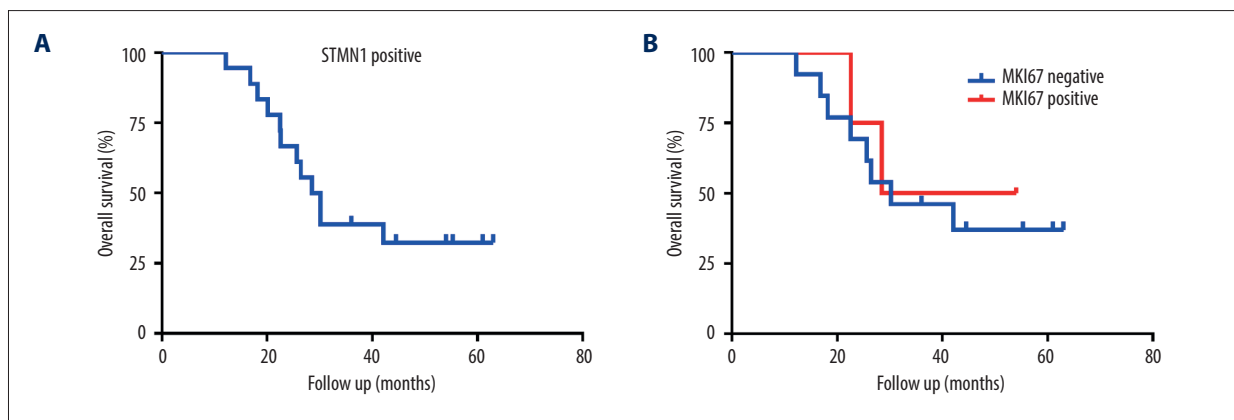 A
STMN1 positive
Overall survival (%)
100
75
50
25
0
0 20 40 60 80
Follow up (months)
B
MKI67 negative
MKI67 positive
Overall survival (%)
100
75
50
25
0
0 20 40 60 80
Follow up (months)